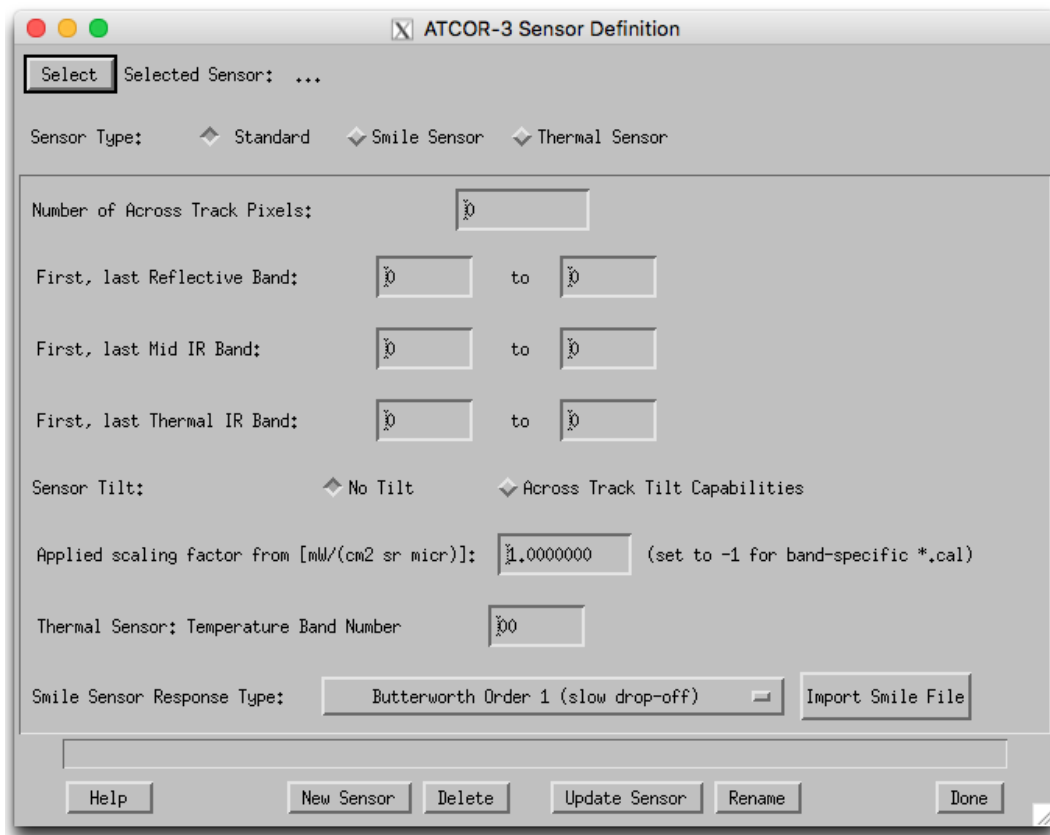 ATCOR-3 Sensor Definition
Select Selected Sensor: ...
Sensor Type: Standard Smile Sensor Thermal Sensor
Number of Across Track Pixels: 0
First, last Reflective Band: 0 to 0
First, last Mid IR Band: 0 to 0
First, last Thermal IR Band: 0 to 0
Sensor Tilt: No Tilt Across Track Tilt Capabilities
Applied scaling factor from [mW/(cm2 sr micr)]: 1.0000000 (set to -1 for band-specific *.cal)
Thermal Sensor: Temperature Band Number 00
Smile Sensor Response Type: Butterworth Order 1 (slow drop-off) Import Smile File
Help New Sensor Delete Update Sensor Rename Done